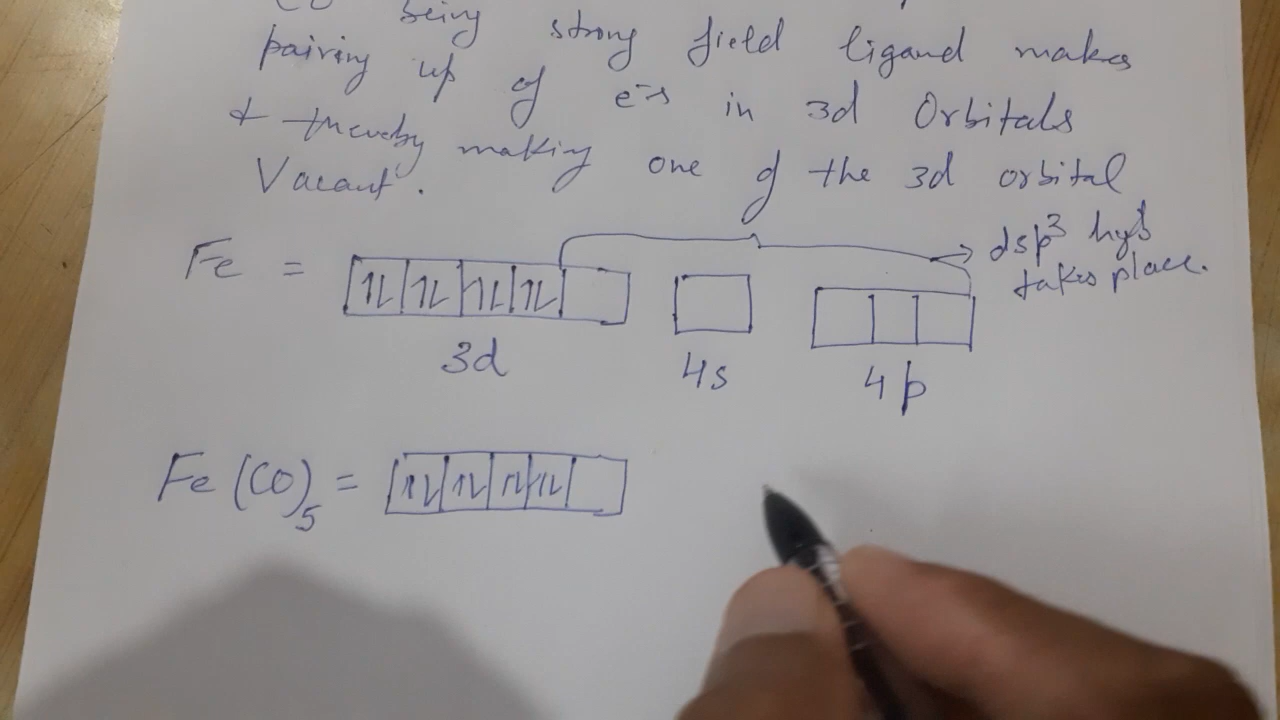 CO being strong field ligand makes
pairing up of e-s in 3d Orbitals
& thereby making one of the 3d orbital
Vacant.
dsp³ hyb
takes place.
Fe = ⥮ ⥮ ⥮ ⥮
3d 4s 4p
Fe(CO)₅ = ⥮ ⥮ ⥮ ⥮